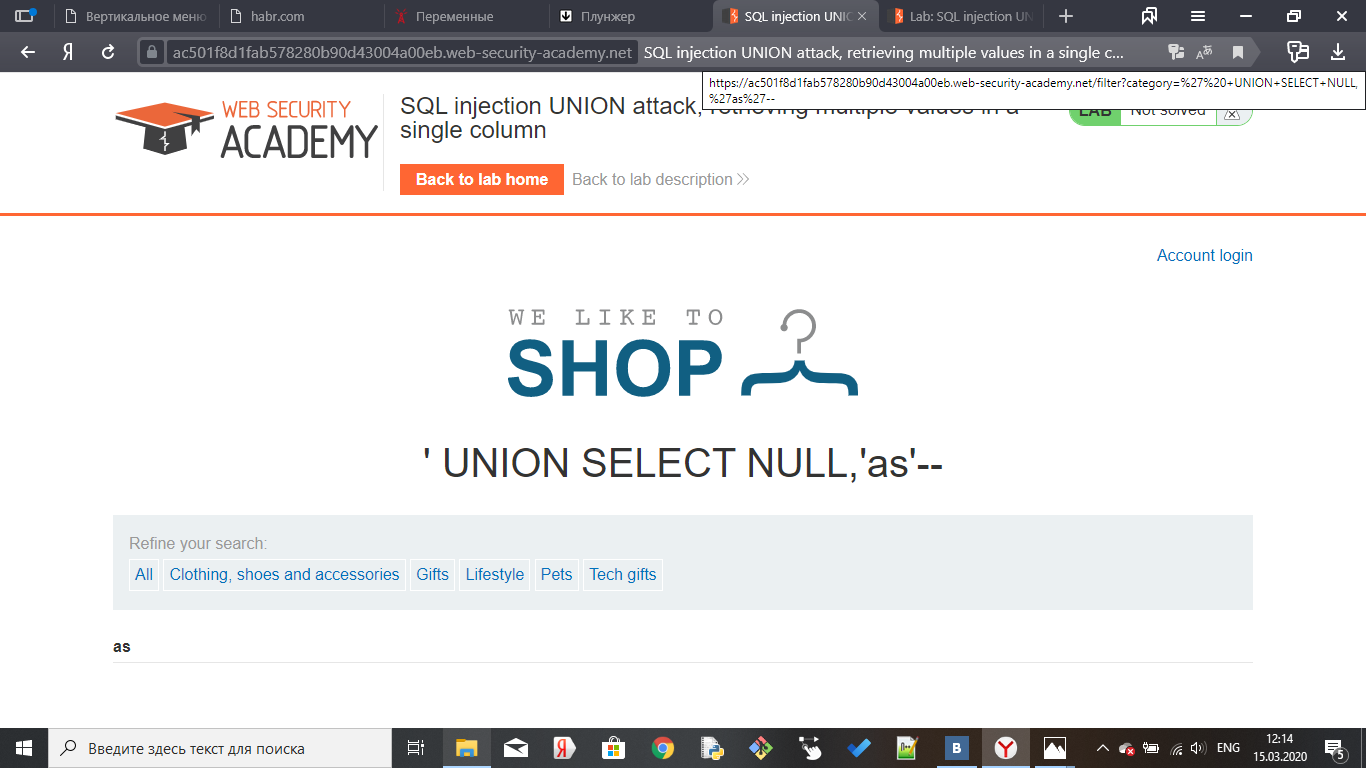 Вертикальное меню
habr.com
Переменные
Плунжер
SQL injection UNIC
Lab: SQL injection UN
ac501f8d1fab578280b90d43004a00eb.web-security-academy.net
SQL injection UNION attack, retrieving multiple values in a single c...
https://ac501f8d1fab578280b90d43004a00eb.web-security-academy.net/filter?category=%27%20+UNION+SELECT+NULL,
%27as%27--
WEB SECURITY
ACADEMY
SQL injection UNION attack, retrieving multiple values in a
single column
LAB
Not solved
Back to lab home
Back to lab description
Account login
WE LIKE TO
SHOP
' UNION SELECT NULL,'as'--
Refine your search:
All
Clothing, shoes and accessories
Gifts
Lifestyle
Pets
Tech gifts
as
Введите здесь текст для поиска
ENG
12:14
15.03.2020
5